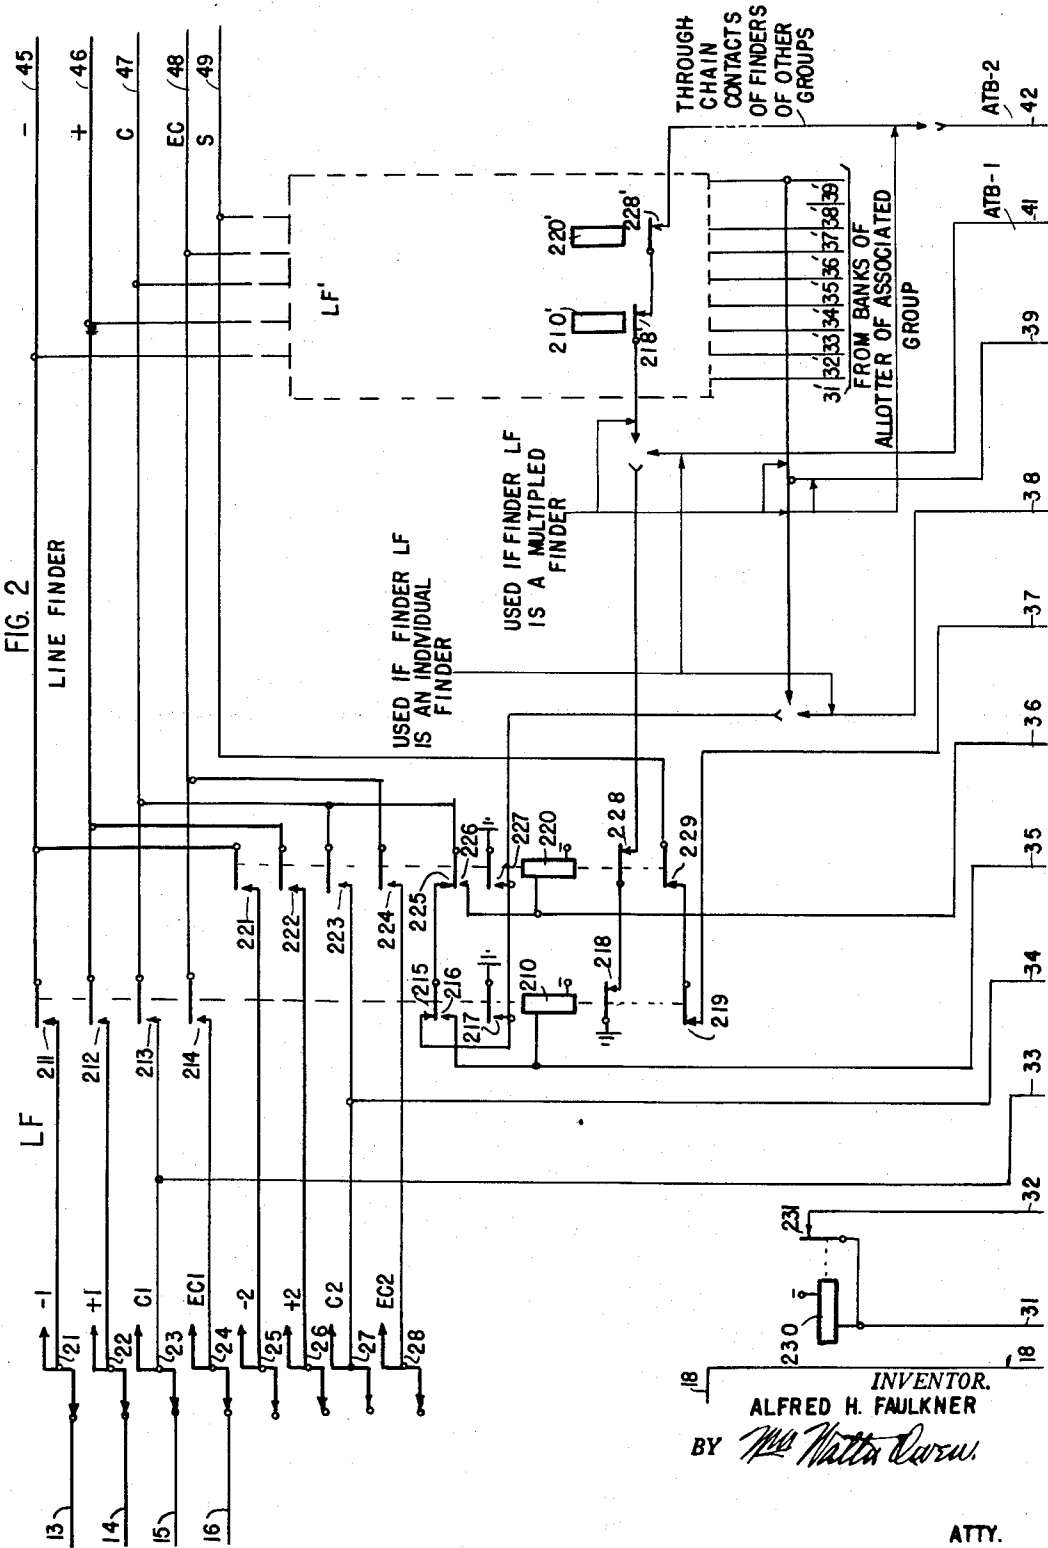 FIG. 2
LINE FINDER
LF
- 45
+ 46
C 47
EC 48
S 49
THROUGH
CHAIN
CONTACTS
OF FINDERS
OF OTHER
GROUPS
LF'
210'
220'
218'
228'
31' 32' 33' 34' 35' 36' 37' 38' 39'
FROM BANKS OF
ALLOTTER OF ASSOCIATED
GROUP
ATB-1
ATB-2
USED IF FINDER LF
IS A MULTIPLED
FINDER
USED IF FINDER LF
IS AN INDIVIDUAL
FINDER
211
212
213
214
221
222
223
224
225
226
227
220
228
229
215
216
217
210
218
219
-1
+1
C1
EC1
-2
+2
C2
EC2
21
22
23
24
25
26
27
28
13
14
15
16
230
231
18
18
31
32
33
34
35
36
37
38
39
41
42
INVENTOR.
ALFRED H. FAULKNER
BY
ATTY.